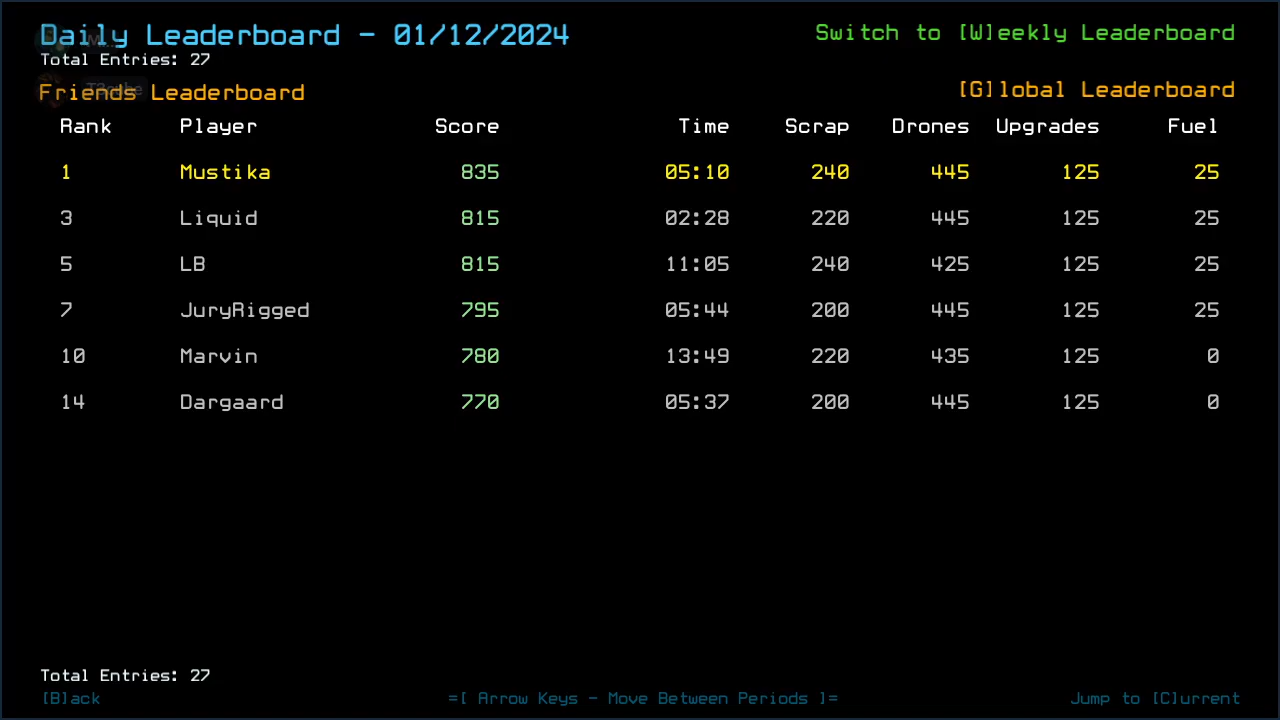 Daily Leaderboard - 01/12/2024 Switch to [W]eekly Leaderboard
Total Entries: 27
Friends Leaderboard [G]lobal Leaderboard
Rank Player Score Time Scrap Drones Upgrades Fuel
1 Mustika 835 05:10 240 445 125 25
3 Liquid 815 02:28 220 445 125 25
5 LB 815 11:05 240 425 125 25
7 JuryRigged 795 05:44 200 445 125 25
10 Marvin 780 13:49 220 435 125 0
14 Dargaard 770 05:37 200 445 125 0
Total Entries: 27
[B]ack =[ Arrow Keys - Move Between Periods ]= Jump to [C]urrent